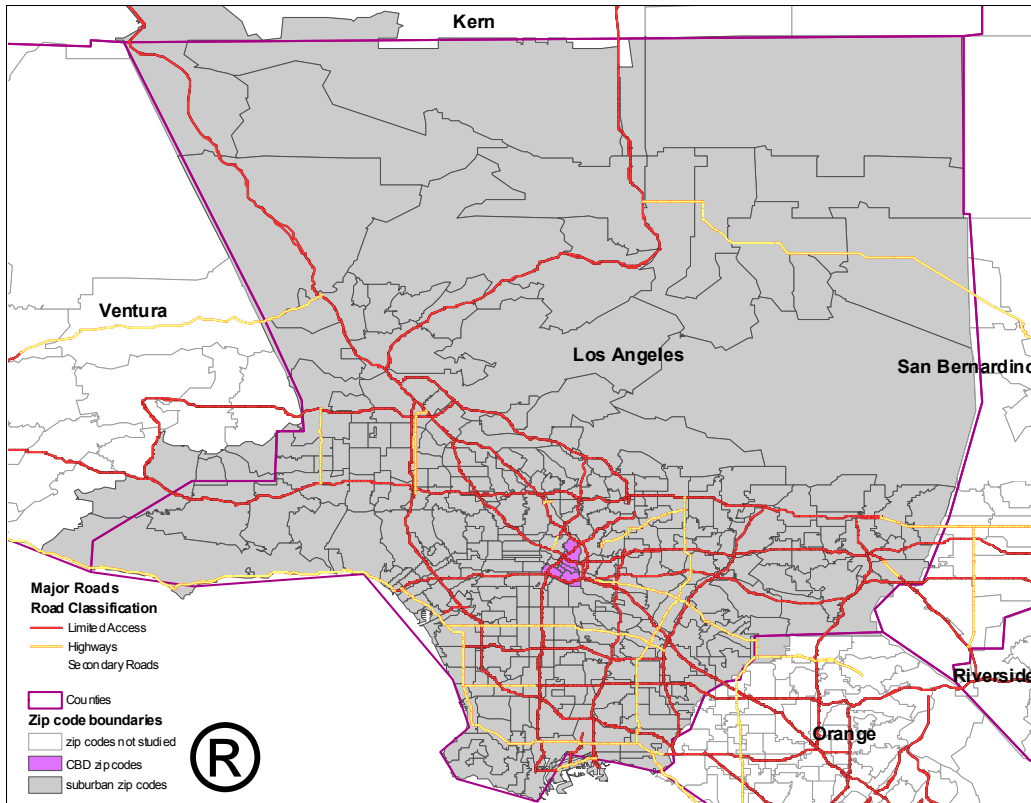 Kern
Ventura
Los Angeles
San Bernardino
Major Roads
Road Classification
Limited Access
Highways
Secondary Roads
Riverside
Counties
Zip code boundaries
zip codes not studied
Orange
CBD zip codes
suburban zip codes
®